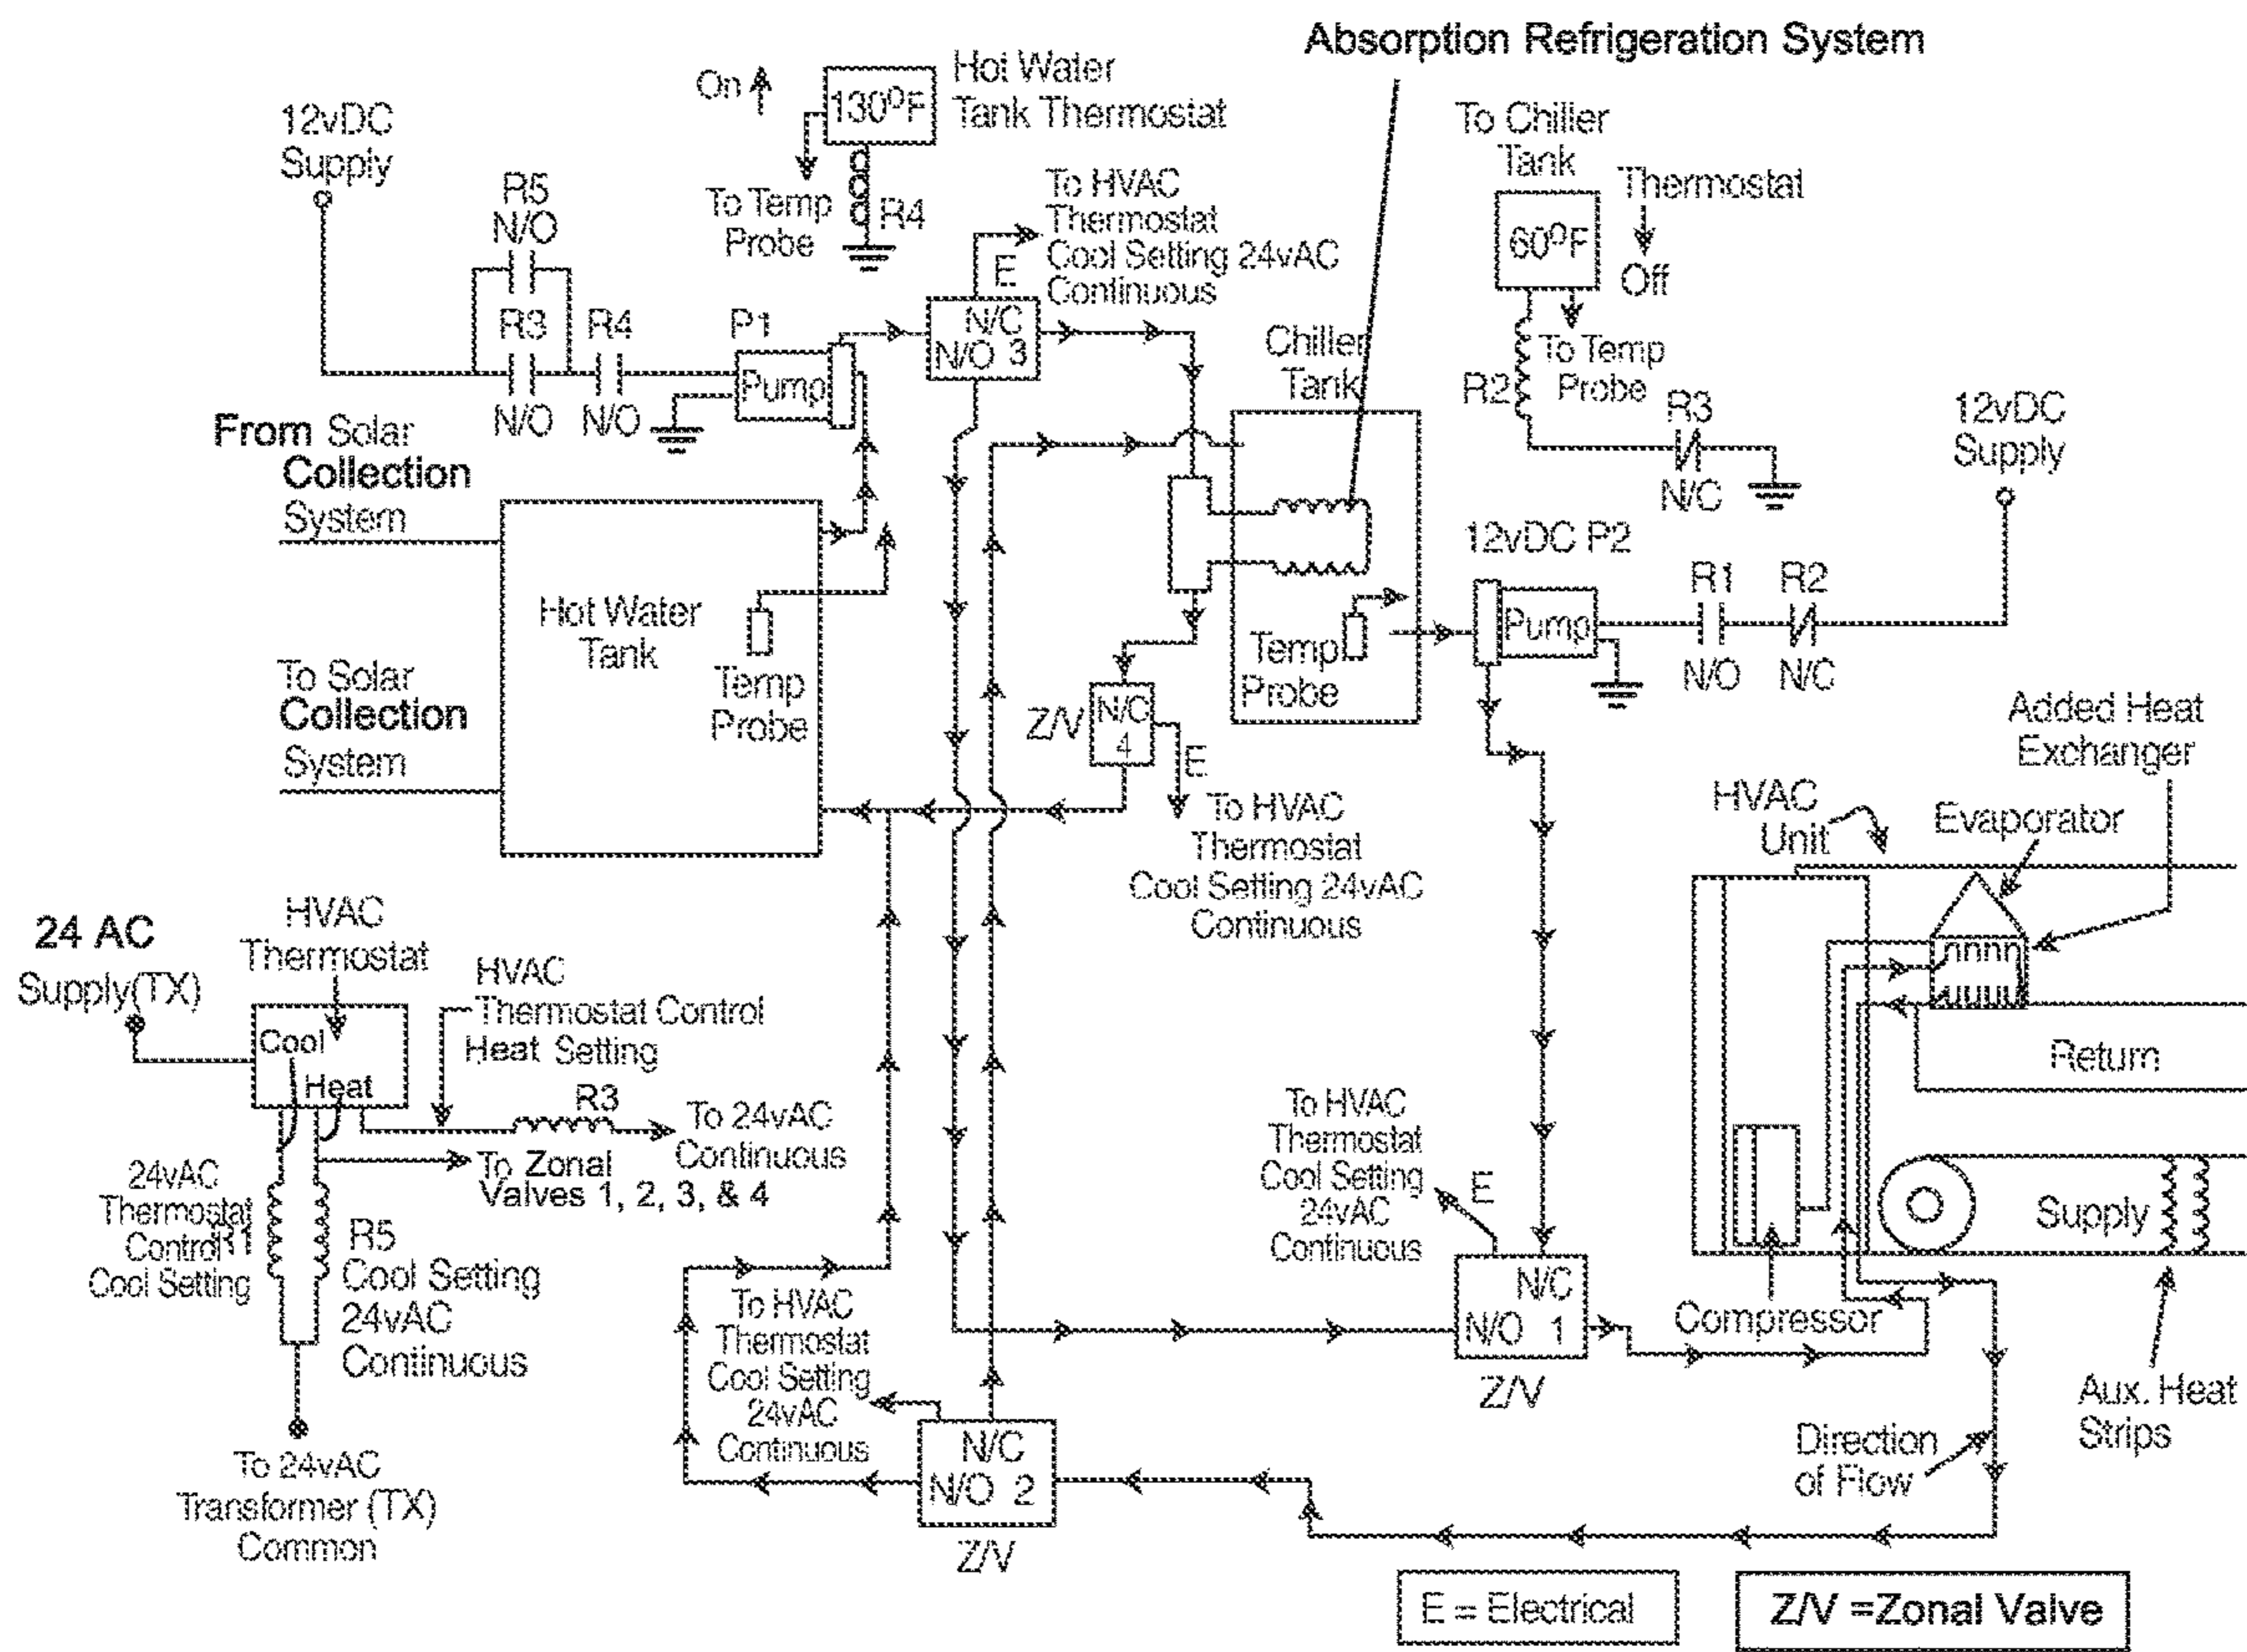 Absorption Refrigeration System
On
130ºF
Hot Water
Tank Thermostat
12vDC
Supply
To Temp
Probe
R4
R5
N/O
To HVAC
Thermostat
Cool Setting 24vAC
Continuous
E
To Chiller
Tank
Thermostat
60ºF
Off
To Temp
Probe
R2
R3
N/C
R3
N/O
R4
N/O
P1
Pump
N/C
N/O 3
Chiller
Tank
12vDC
Supply
From Solar
Collection
System
12vDC P2
Pump
R1
N/O
R2
N/C
Hot Water
Tank
Temp
Probe
Temp
Probe
To Solar
Collection
System
Z/V
N/C
4
E
To HVAC
Thermostat
Cool Setting 24vAC
Continuous
Added Heat
Exchanger
HVAC
Unit
Evaporator
24 AC
Supply(TX)
HVAC
Thermostat
Cool
Heat
HVAC
Thermostat Control
Heat Setting
R3
To 24vAC
Continuous
To Zonal
Valves 1, 2, 3, & 4
24vAC
Thermostat
Control
Cool Setting
R1
R5
Cool Setting
24vAC
Continuous
To 24vAC
Transformer (TX)
Common
Return
Supply
To HVAC
Thermostat
Cool Setting
24vAC
Continuous
E
N/C
N/O 1
Z/V
Compressor
Aux. Heat
Strips
To HVAC
Thermostat
Cool Setting
24vAC
Continuous
N/C
N/O 2
Z/V
Direction
of Flow
E = Electrical
Z/V =Zonal Valve